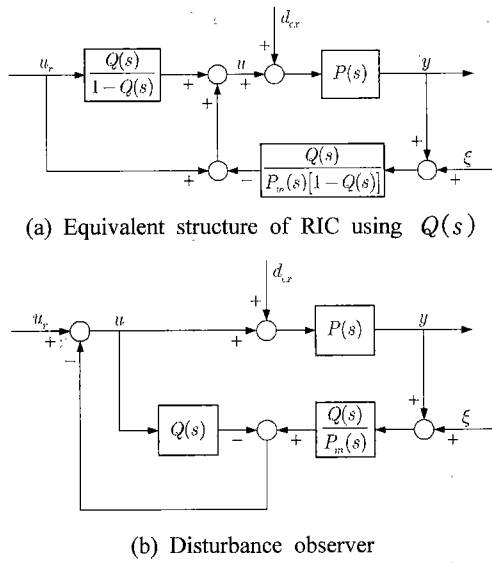 d_ex
u_r Q(s) / 1 − Q(s) + + u + + P(s) y
+
+ − Q(s) / P_m(s)[1 − Q(s)] + ξ +
(a) Equivalent structure of RIC using Q(s)
d_ex
u_r + − u + + P(s) y
Q(s) − + Q(s) / P_m(s) + ξ +
(b) Disturbance observer